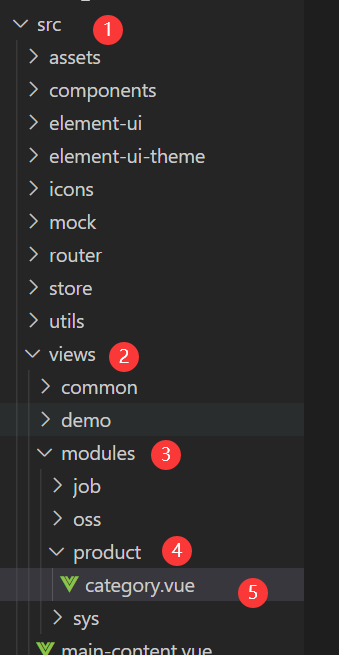 src 1
assets
components
element-ui
element-ui-theme
icons
mock
router
store
utils
views 2
common
demo
modules 3
job
oss
product 4
category.vue 5
sys
main-content.vue